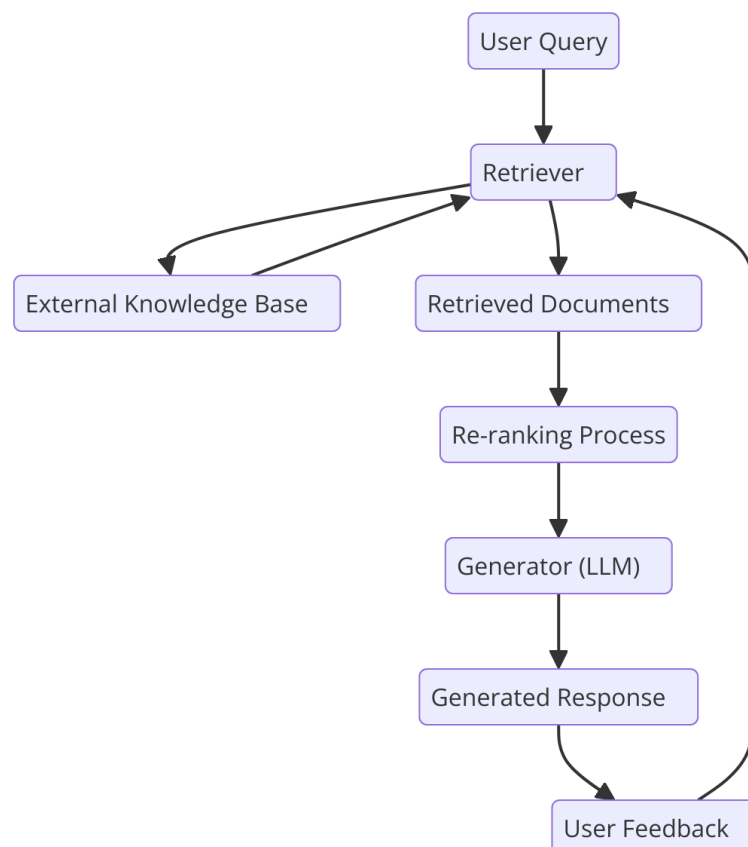 User Query
Retriever
External Knowledge Base
Retrieved Documents
Re-ranking Process
Generator (LLM)
Generated Response
User Feedback